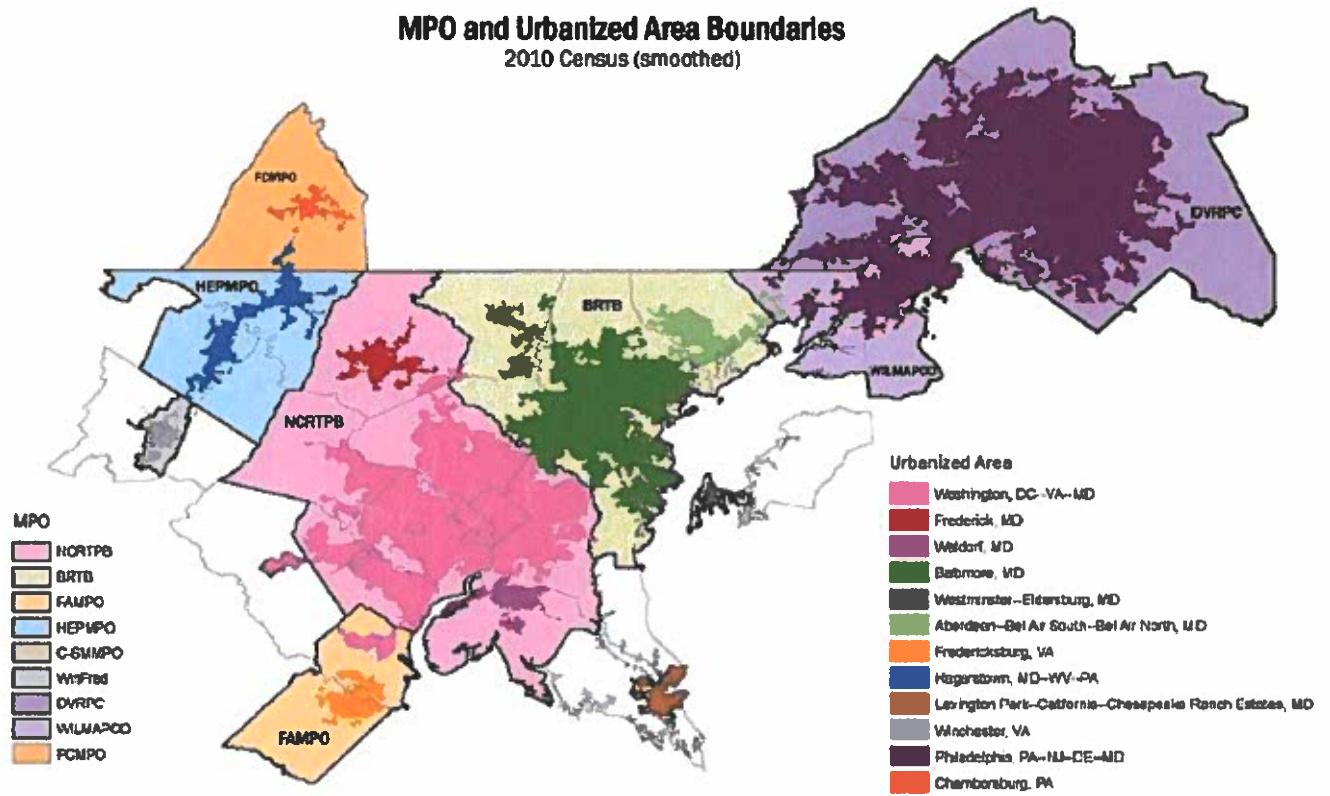 MPO and Urbanized Area Boundaries
2010 Census (smoothed)
FCMPO
DVRPC
HEPMPO
BRTB
WILMAPCO
NCRTPB
FAMPO
MPO
NCRTPB
BRTB
FAMPO
HEPMPO
C-SMMPO
WinFred
DVRPC
WILMAPCO
FCMPO
Urbanized Area
Washington, DC--VA--MD
Frederick, MD
Waldorf, MD
Baltimore, MD
Westminster--Eldersburg, MD
Aberdeen--Bel Air South--Bel Air North, MD
Fredericksburg, VA
Hagerstown, MD--WV--PA
Lexington Park--California--Chesapeake Ranch Estates, MD
Winchester, VA
Philadelphia, PA--NJ--DE--MD
Chambersburg, PA